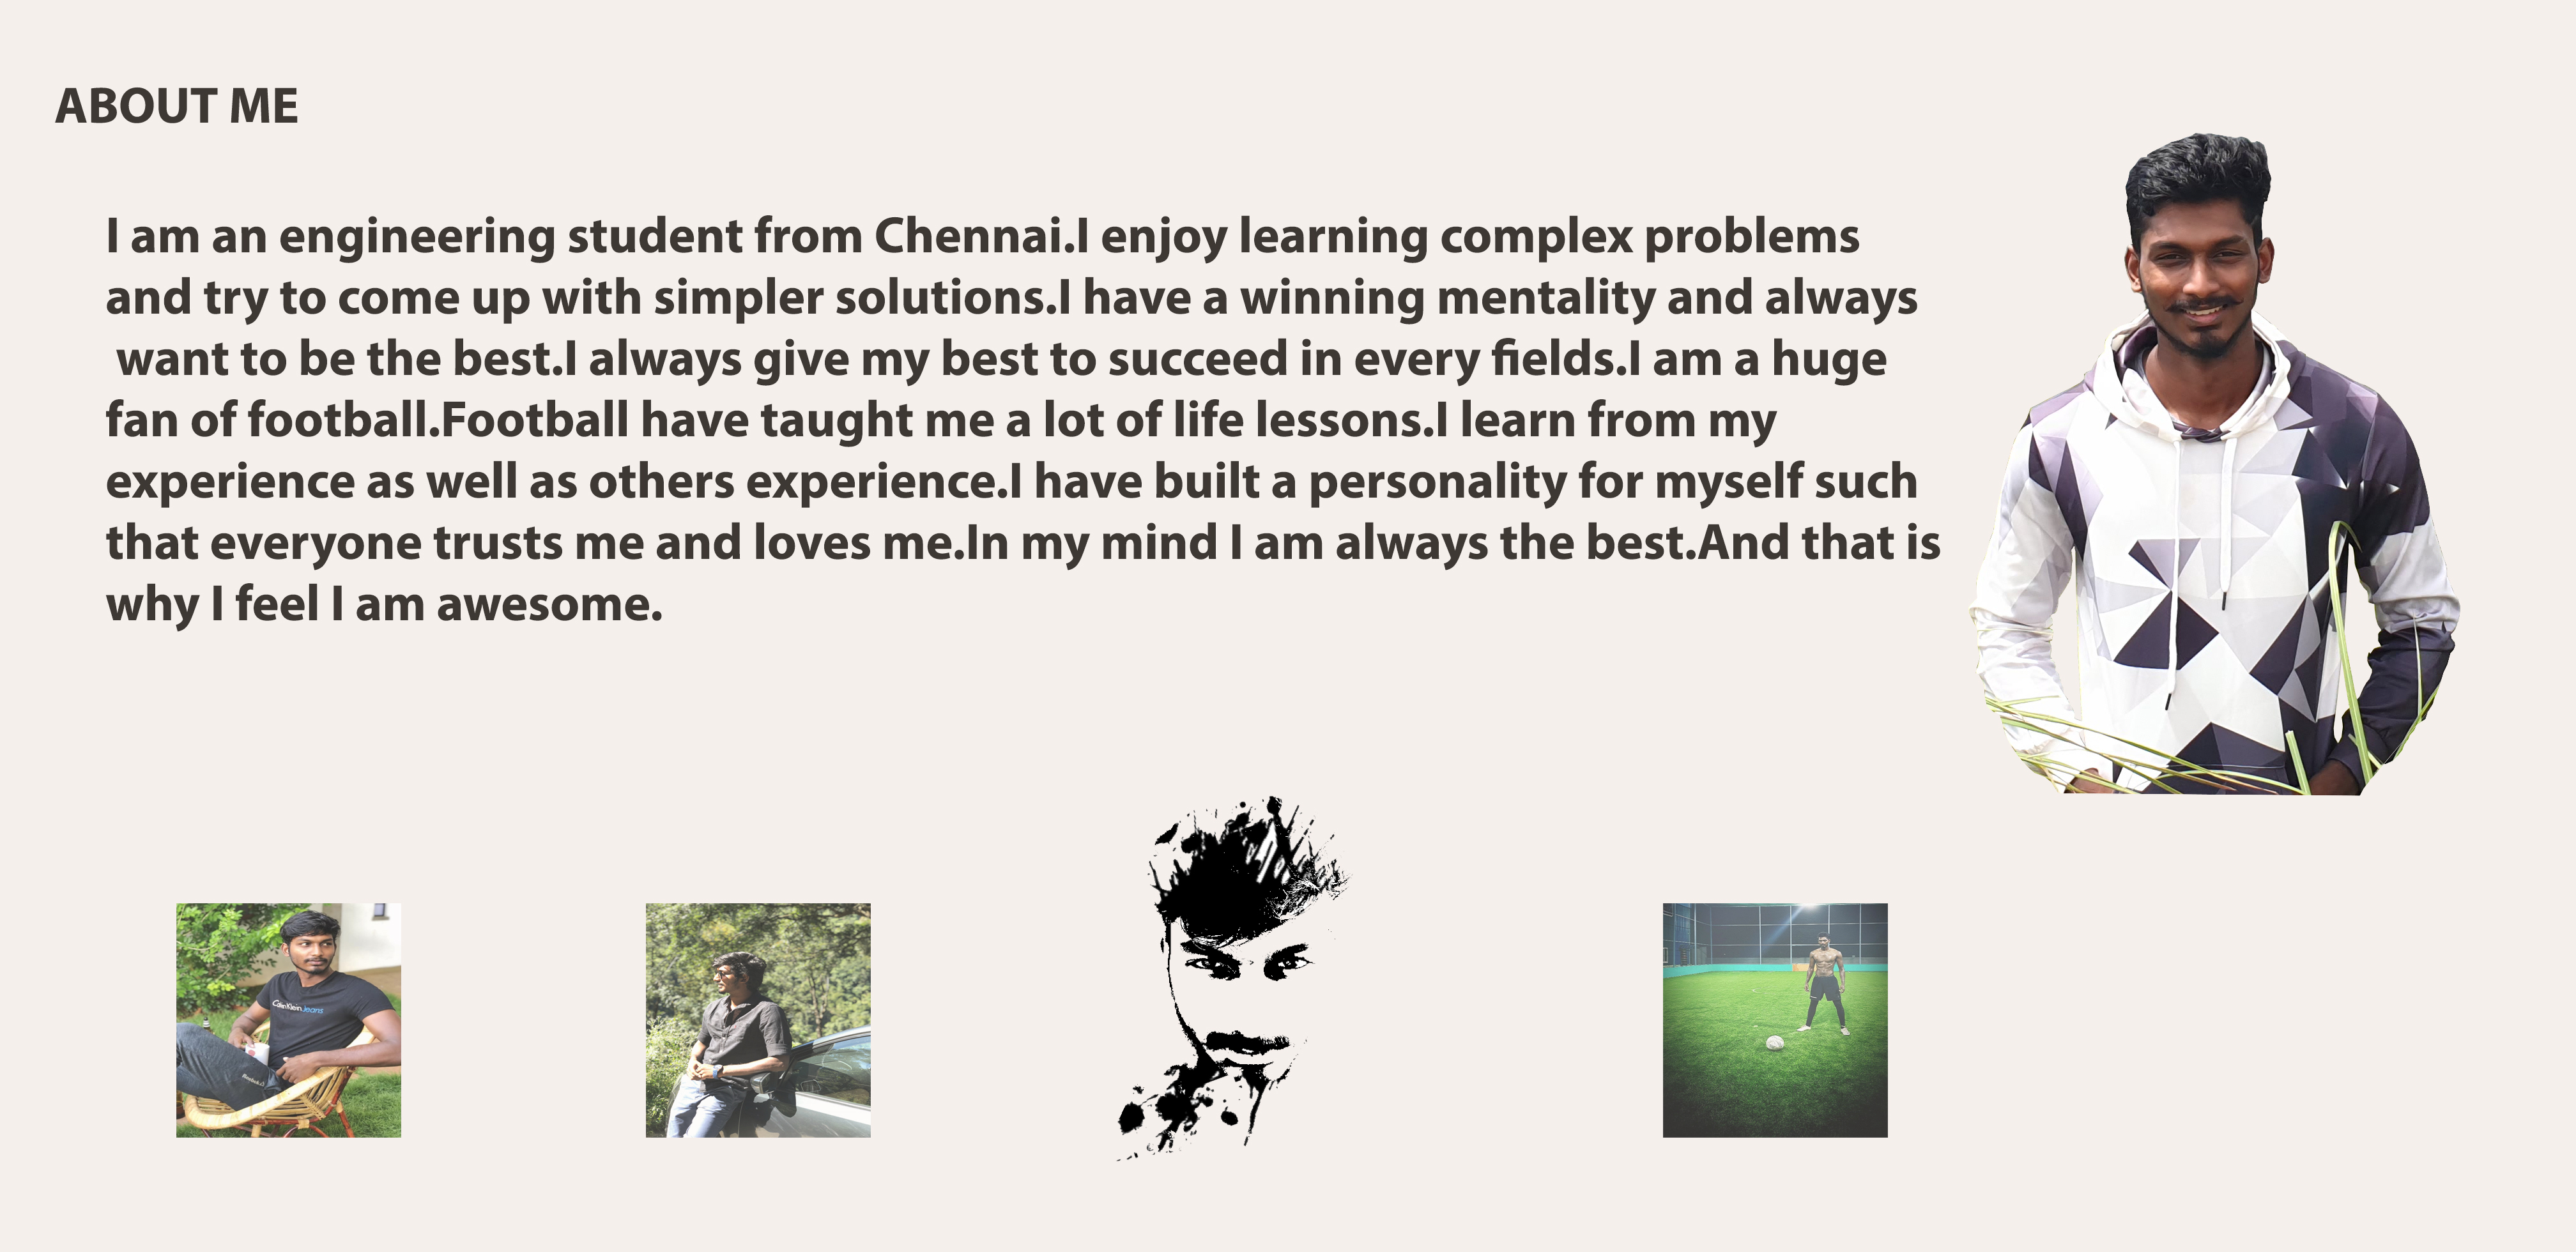 ABOUT ME
I am an engineering student from Chennai.I enjoy learning complex problems
and try to come up with simpler solutions.I have a winning mentality and always
want to be the best.I always give my best to succeed in every fields.I am a huge
fan of football.Football have taught me a lot of life lessons.I learn from my
experience as well as others experience.I have built a personality for myself such
that everyone trusts me and loves me.In my mind I am always the best.And that is
why I feel I am awesome.
Calvin Klein Jeans
Reebok